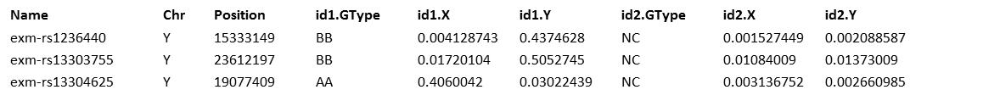 Name Chr Position id1.GType id1.X id1.Y id2.GType id2.X id2.Y
exm-rs1236440 Y 15333149 BB 0.004128743 0.4374628 NC 0.001527449 0.002088587
exm-rs13303755 Y 23612197 BB 0.01720104 0.5052745 NC 0.01084009 0.01373009
exm-rs13304625 Y 19077409 AA 0.4060042 0.03022439 NC 0.003136752 0.002660985